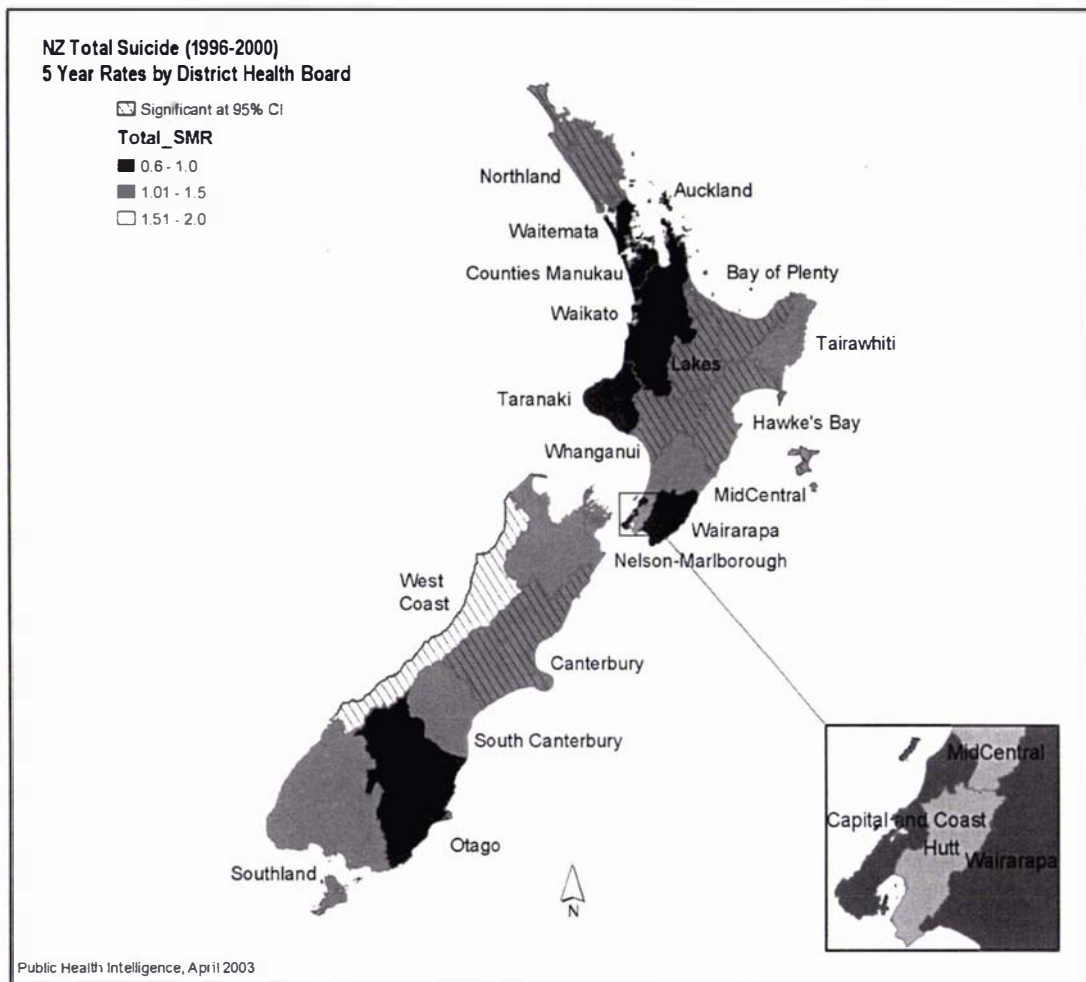 NZ Total Suicide (1996-2000)
5 Year Rates by District Health Board
Significant at 95% CI
Total_SMR
0.6 - 1.0
1.01 - 1.5
1.51 - 2.0
Northland
Auckland
Waitemata
Counties Manukau
Bay of Plenty
Waikato
Tairawhiti
Lakes
Taranaki
Hawke's Bay
Whanganui
MidCentral
Wairarapa
Nelson-Marlborough
West
Coast
Canterbury
South Canterbury
MidCentral
Capital and Coast
Hutt
Wairarapa
Otago
Southland
N
Public Health Intelligence, April 2003